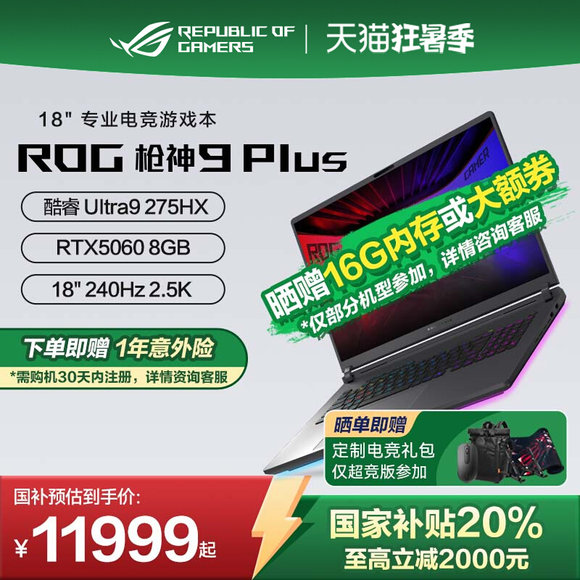 REPUBLIC OF
GAMERS
天猫狂暑季
18" 专业电竞游戏本
ROG 枪神9 Plus
酷睿 Ultra9 275HX
RTX5060 8GB
18" 240Hz 2.5K
GAMER
ROG
晒赠16G内存或大额券
*仅部分机型参加，详情咨询客服
下单即赠 1年意外险
*需购机30天内注册，详情咨询客服
晒单即赠
定制电竞礼包
仅超竞版参加
国补预估到手价：
¥11999起
国家补贴20%
至高立减2000元